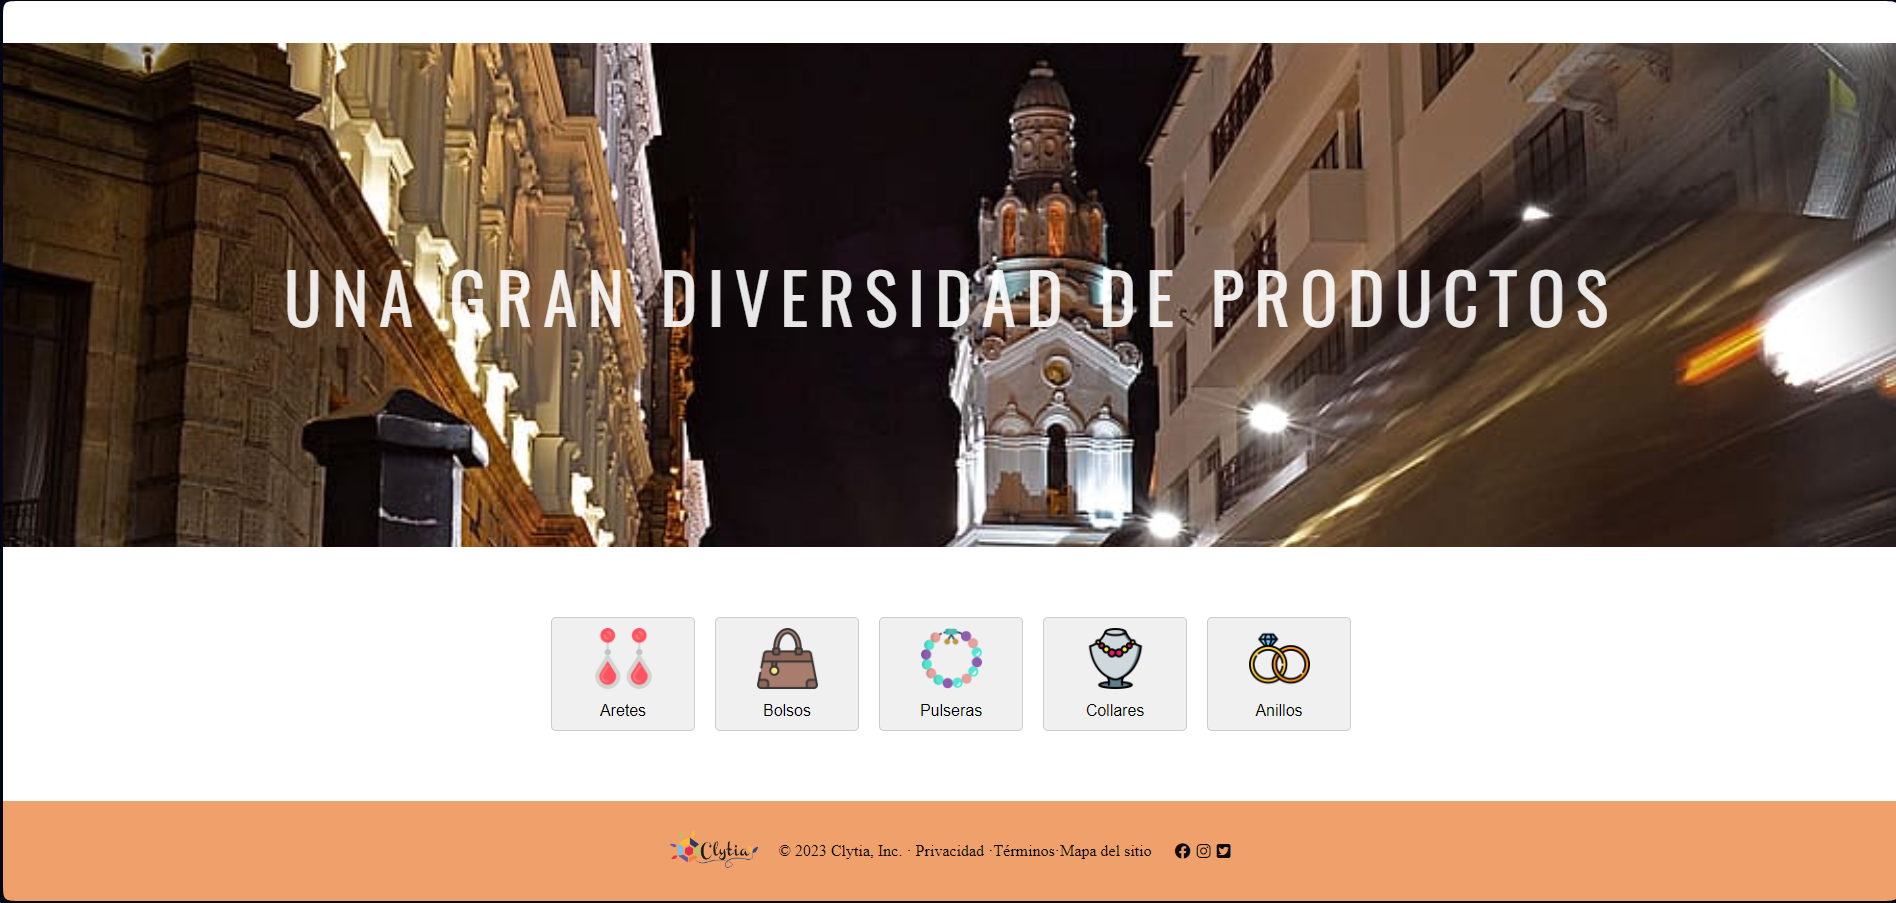 UNA GRAN DIVERSIDAD DE PRODUCTOS
Aretes
Bolsos
Pulseras
Collares
Anillos
Clytia © 2023 Clytia, Inc. · Privacidad ·Términos·Mapa del sitio